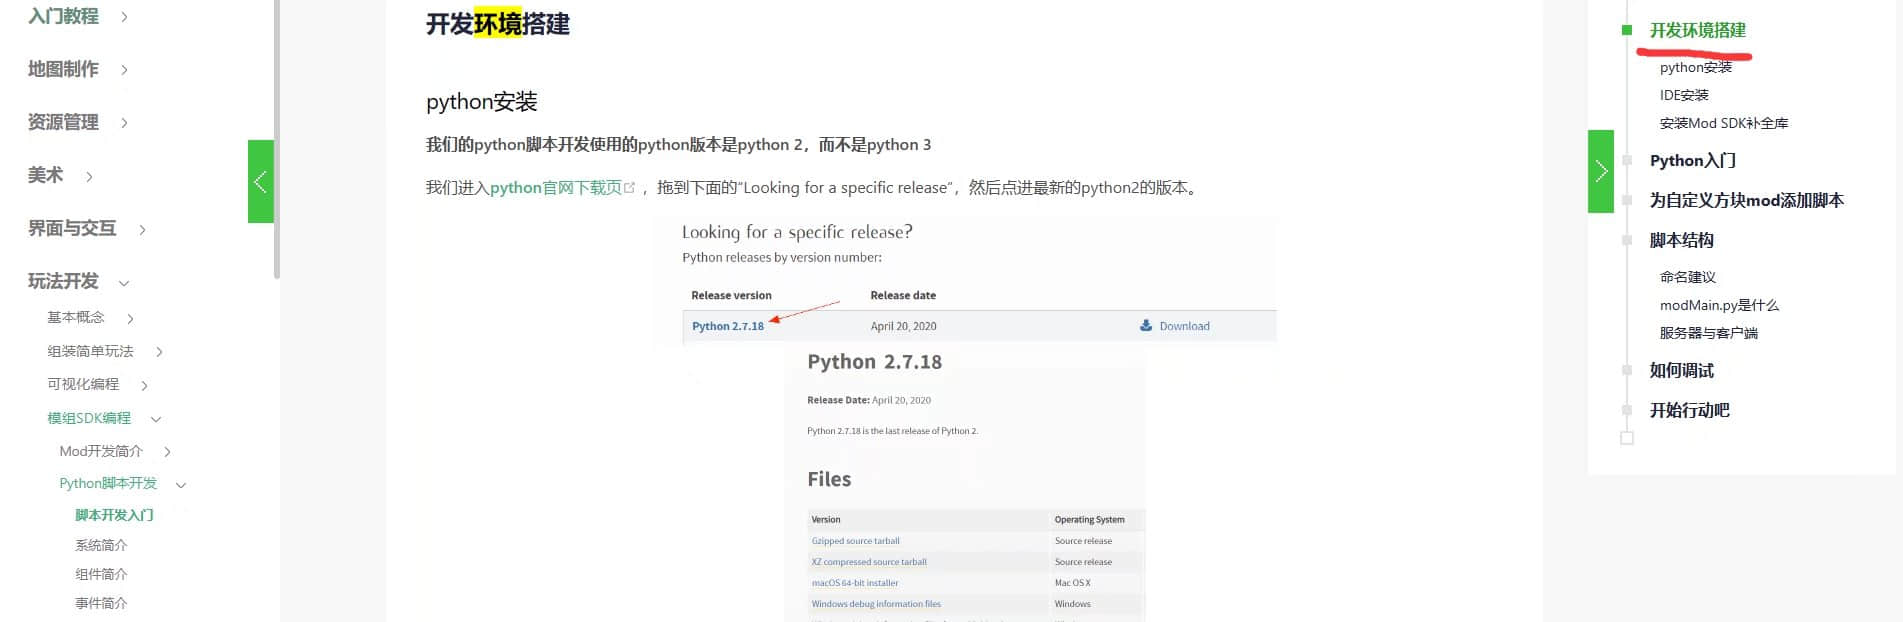 入门教程
地图制作
资源管理
美术
界面与交互
玩法开发
基本概念
组装简单玩法
可视化编程
模组SDK编程
Mod开发简介
Python脚本开发
脚本开发入门
系统简介
组件简介
事件简介
开发环境搭建
python安装
我们的python脚本开发使用的python版本是python 2，而不是python 3
我们进入python官网下载页，拖到下面的“Looking for a specific release”，然后点进最新的python2的版本。
Looking for a specific release?
Python releases by version number:
Release version Release date
Python 2.7.18 April 20, 2020 Download
Python 2.7.18
Release Date: April 20, 2020
Python 2.7.18 is the last release of Python 2.
Files
Version Operating System
Gzipped source tarball Source release
XZ compressed source tarball Source release
macOS 64-bit installer Mac OS X
Windows debug information files Windows
开发环境搭建
python安装
IDE安装
安装Mod SDK补全库
Python入门
为自定义方块mod添加脚本
脚本结构
命名建议
modMain.py是什么
服务器与客户端
如何调试
开始行动吧